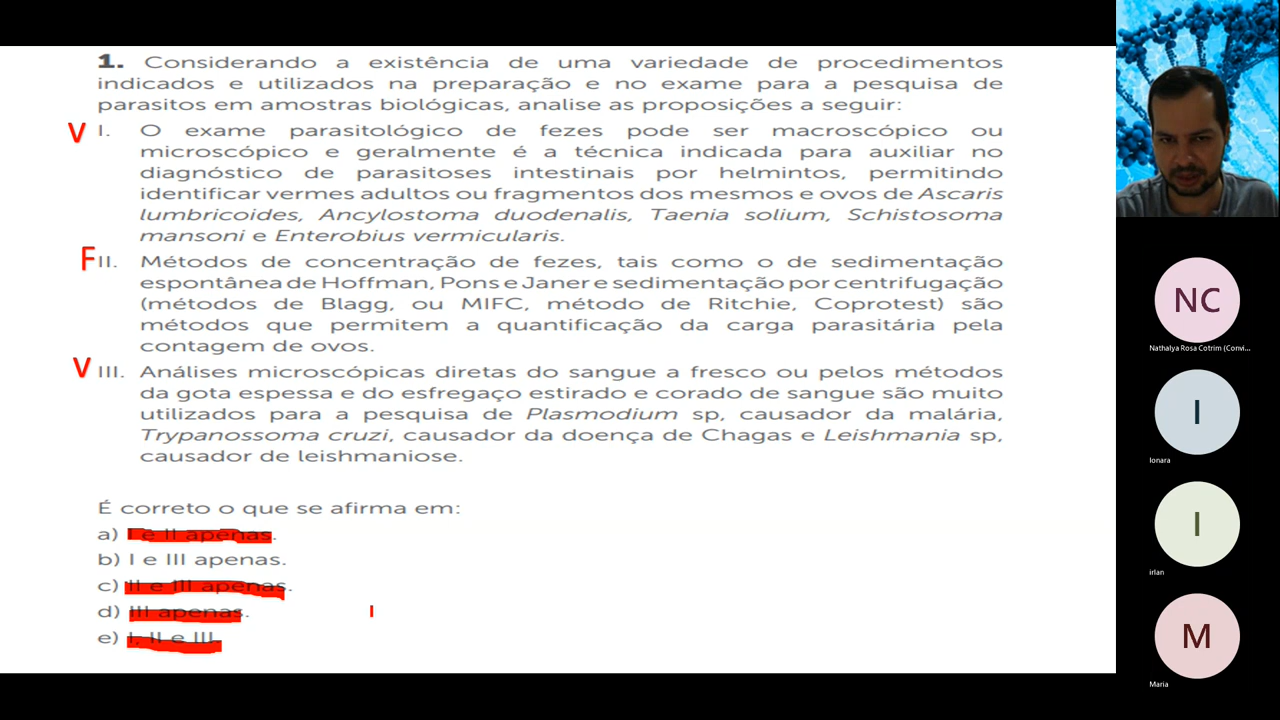 1. Considerando a existência de uma variedade de procedimentos
indicados e utilizados na preparação e no exame para a pesquisa de
parasitos em amostras biológicas, analise as proposições a seguir:
V I. O exame parasitológico de fezes pode ser macroscópico ou
microscópico e geralmente é a técnica indicada para auxiliar no
diagnóstico de parasitoses intestinais por helmintos, permitindo
identificar vermes adultos ou fragmentos dos mesmos e ovos de Ascaris
lumbricoides, Ancylostoma duodenalis, Taenia solium, Schistosoma
mansoni e Enterobius vermicularis.
F II. Métodos de concentração de fezes, tais como o de sedimentação
espontânea de Hoffman, Pons e Janer e sedimentação por centrifugação
(métodos de Blagg, ou MIFC, método de Ritchie, Coprotest) são
métodos que permitem a quantificação da carga parasitária pela
contagem de ovos.
V III. Análises microscópicas diretas do sangue a fresco ou pelos métodos
da gota espessa e do esfregaço estirado e corado de sangue são muito
utilizados para a pesquisa de Plasmodium sp, causador da malária,
Trypanossoma cruzi, causador da doença de Chagas e Leishmania sp,
causador de leishmaniose.
É correto o que se afirma em:
a) I e II apenas.
b) I e III apenas.
c) II e III apenas.
d) III apenas.
e) I, II e III.
NC
Nathalya Rosa Cotrim (Convi...
I
Ionara
I
irlan
M
Maria